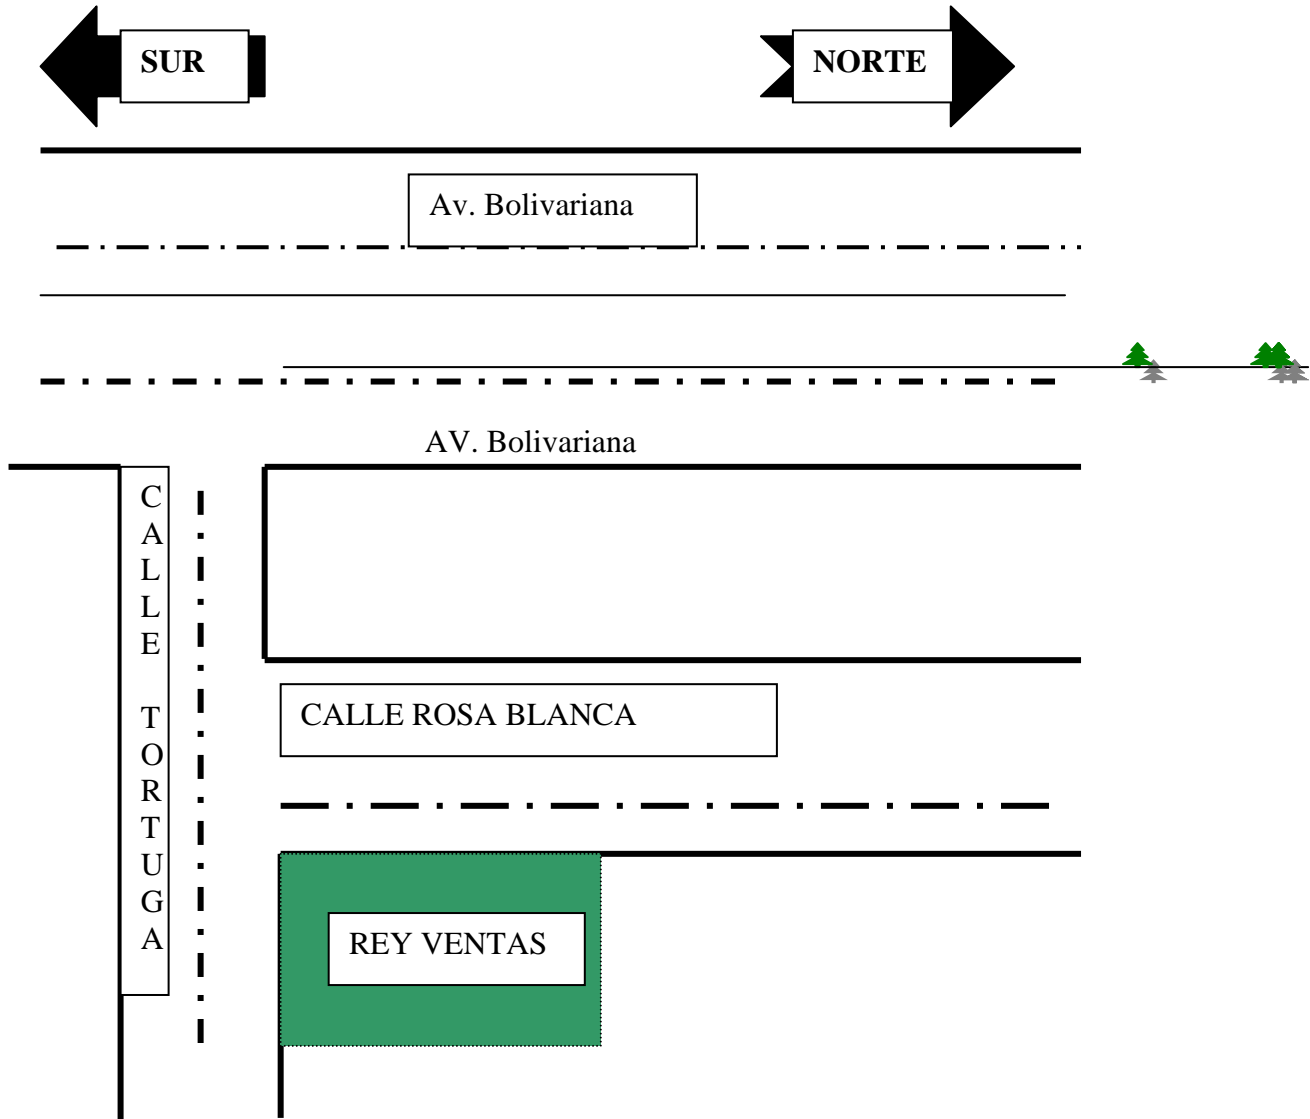 SUR
NORTE
Av. Bolivariana
AV. Bolivariana
CALLE TORTUGA
CALLE ROSA BLANCA
REY VENTAS